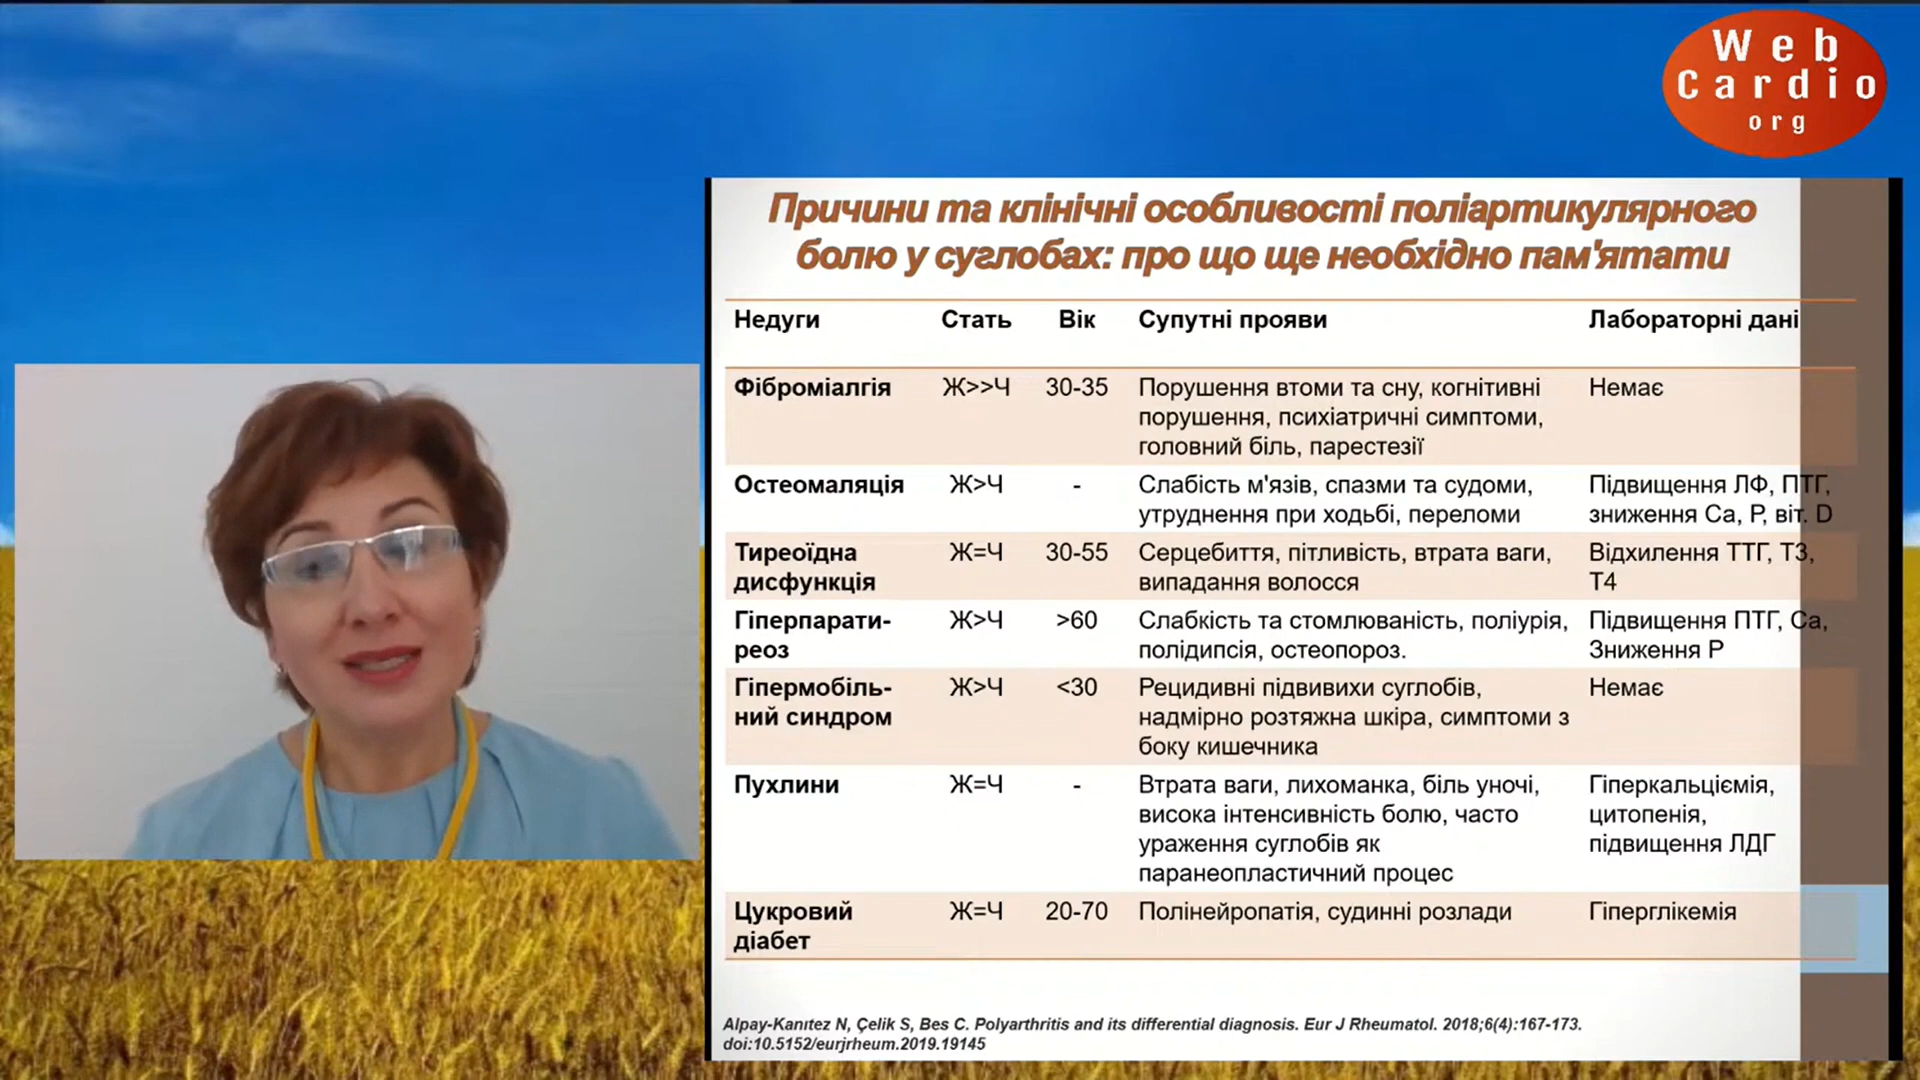 Web
Cardio
org
Причини та клінічні особливості поліартикулярного
болю у суглобах: про що ще необхідно пам'ятати
Недуги Стать Вік Супутні прояви Лабораторні дані
Фіброміалгія Ж>>Ч 30-35 Порушення втоми та сну, когнітивні Немає
порушення, психіатричні симптоми,
головний біль, парестезії
Остеомаляція Ж>Ч - Слабість м'язів, спазми та судоми, Підвищення ЛФ, ПТГ,
утруднення при ходьбі, переломи зниження Ca, P, віт. D
Тиреоїдна Ж=Ч 30-55 Серцебиття, пітливість, втрата ваги, Відхилення ТТГ, Т3,
дисфункція випадання волосся Т4
Гіперпарати- Ж>Ч >60 Слабкість та стомлюваність, поліурія, Підвищення ПТГ, Ca,
реоз полідипсія, остеопороз. Зниження P
Гіпермобіль- Ж>Ч <30 Рецидивні підвивихи суглобів, Немає
ний синдром надмірно розтяжна шкіра, симптоми з
боку кишечника
Пухлини Ж=Ч - Втрата ваги, лихоманка, біль уночі, Гіперкальціємія,
висока інтенсивність болю, часто цитопенія,
ураження суглобів як підвищення ЛДГ
паранеопластичний процес
Цукровий Ж=Ч 20-70 Полінейропатія, судинні розлади Гіперглікемія
діабет
Alpay-Kanıtez N, Çelik S, Bes C. Polyarthritis and its differential diagnosis. Eur J Rheumatol. 2018;6(4):167-173.
doi:10.5152/eurjrheum.2019.19145